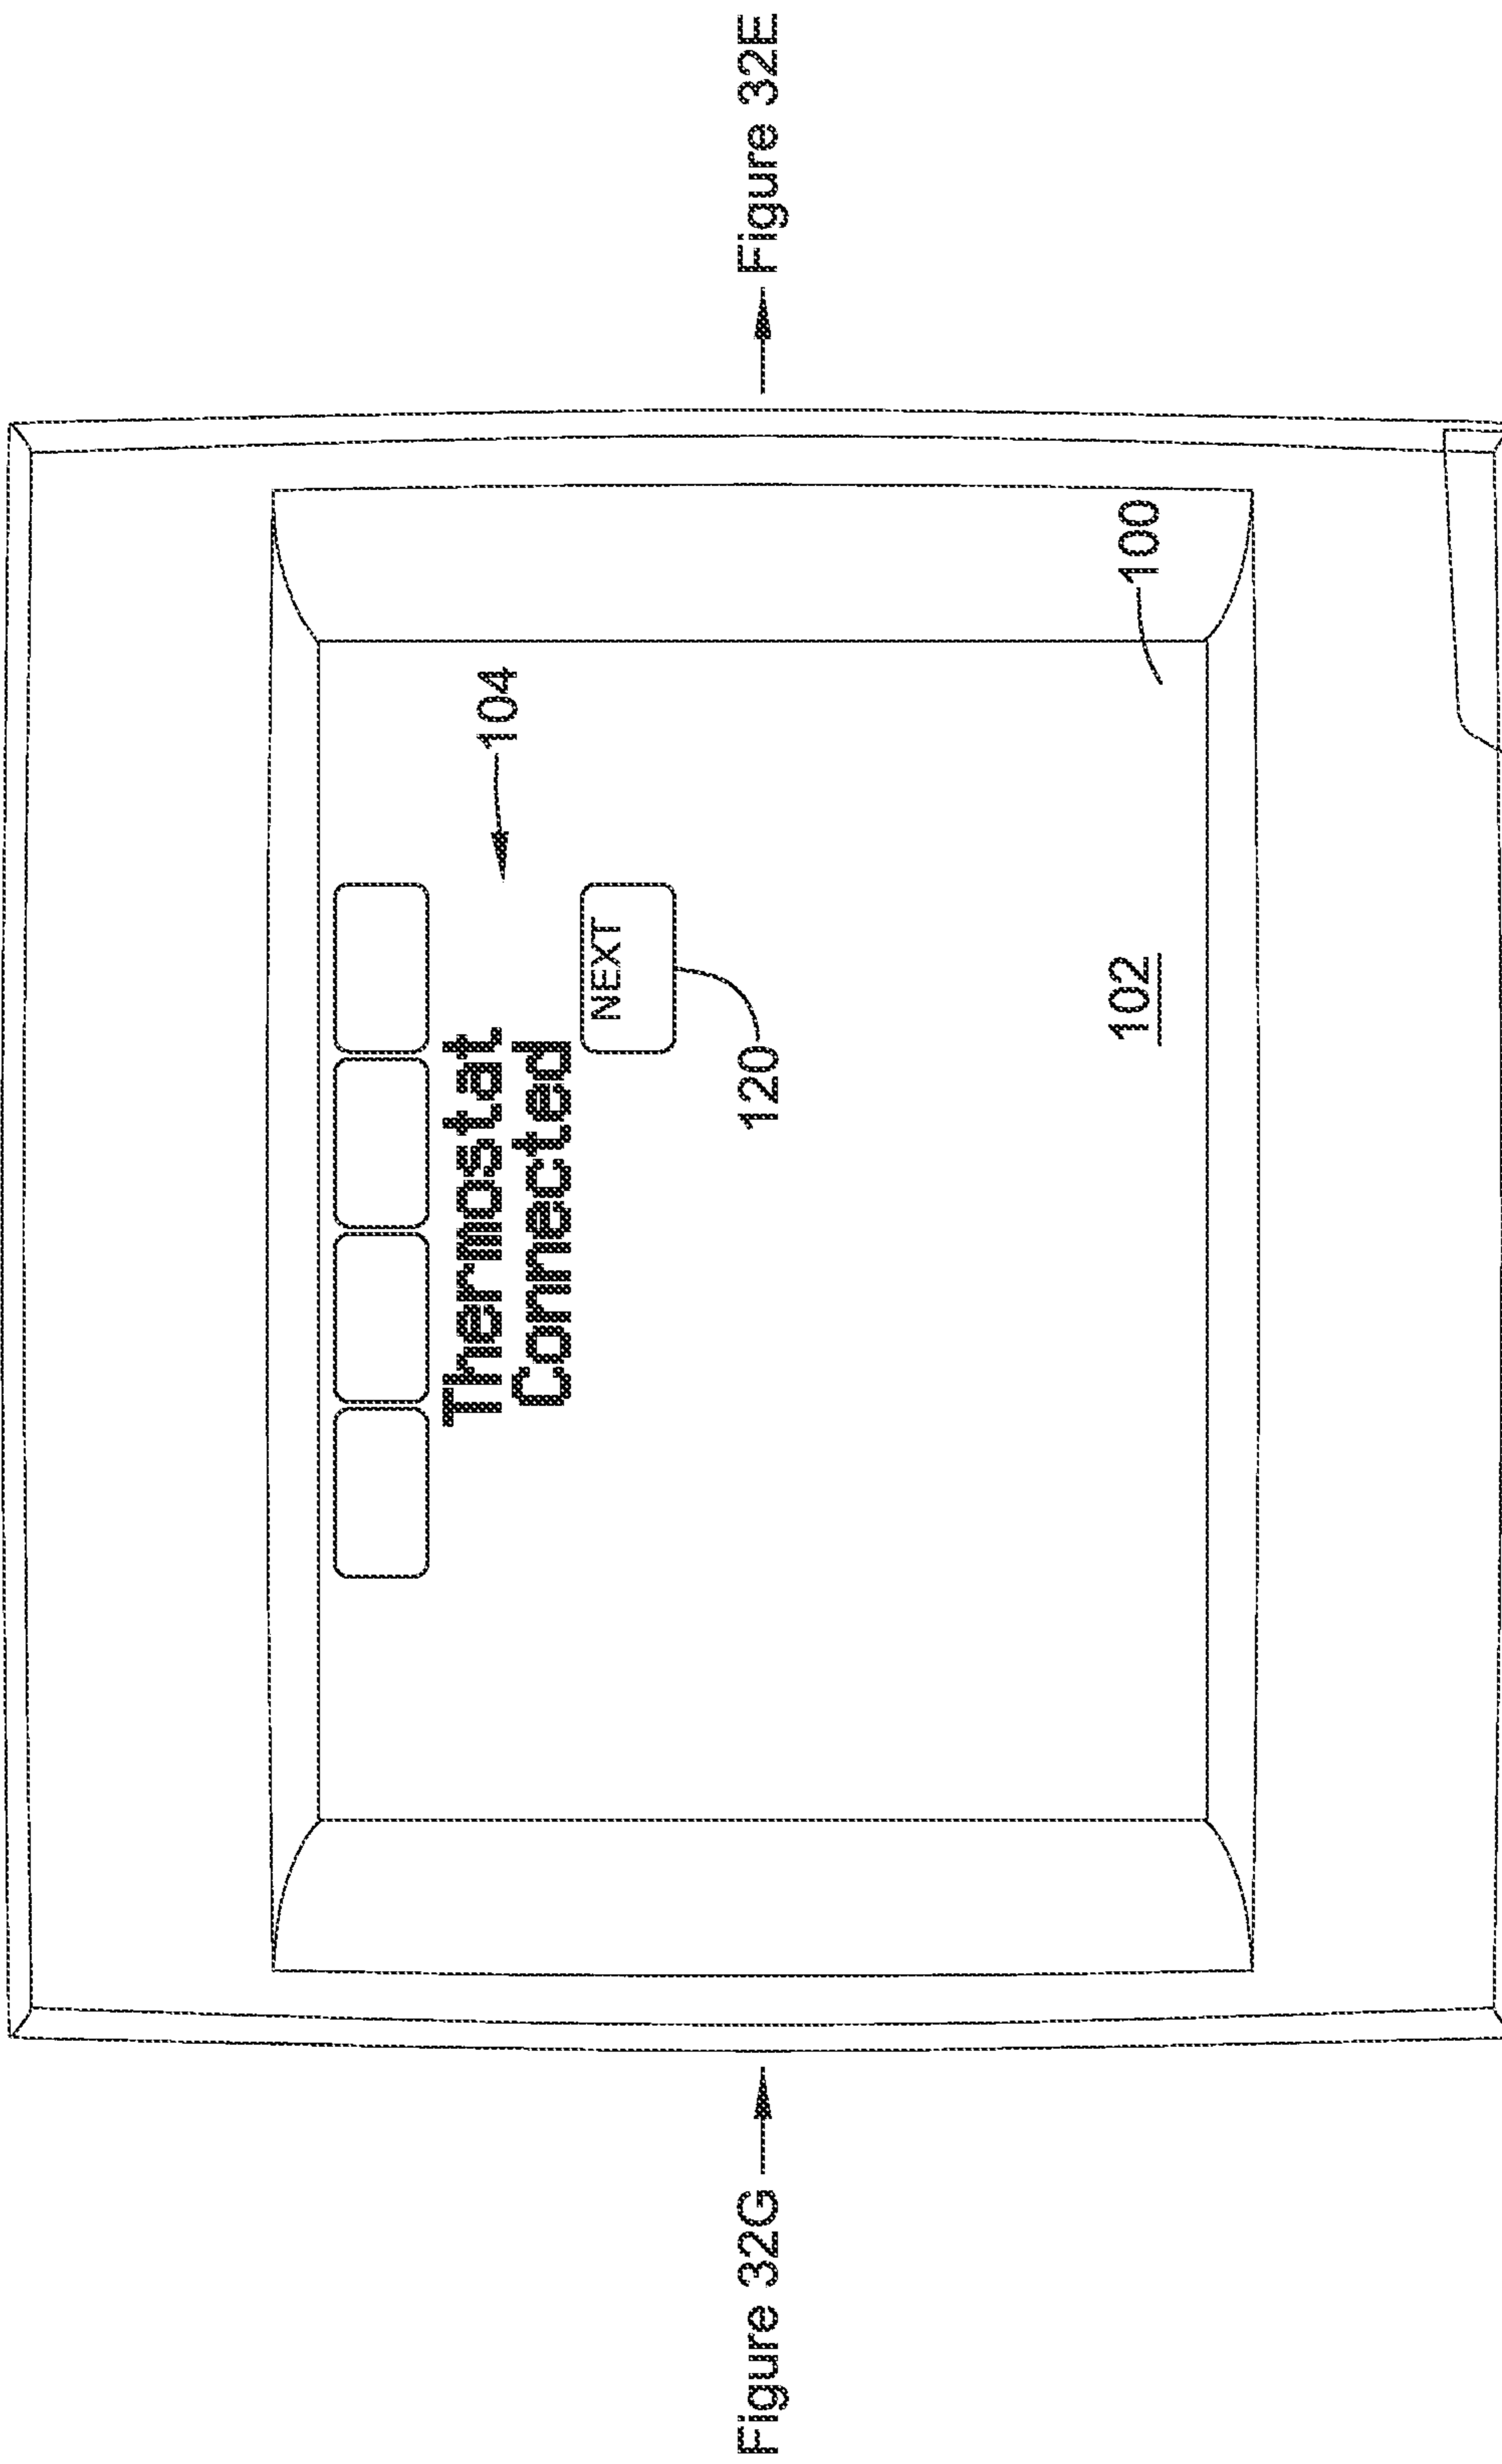 104
Thermostat
Connected
NEXT
120
Figure 32G
Figure 32E
102
100